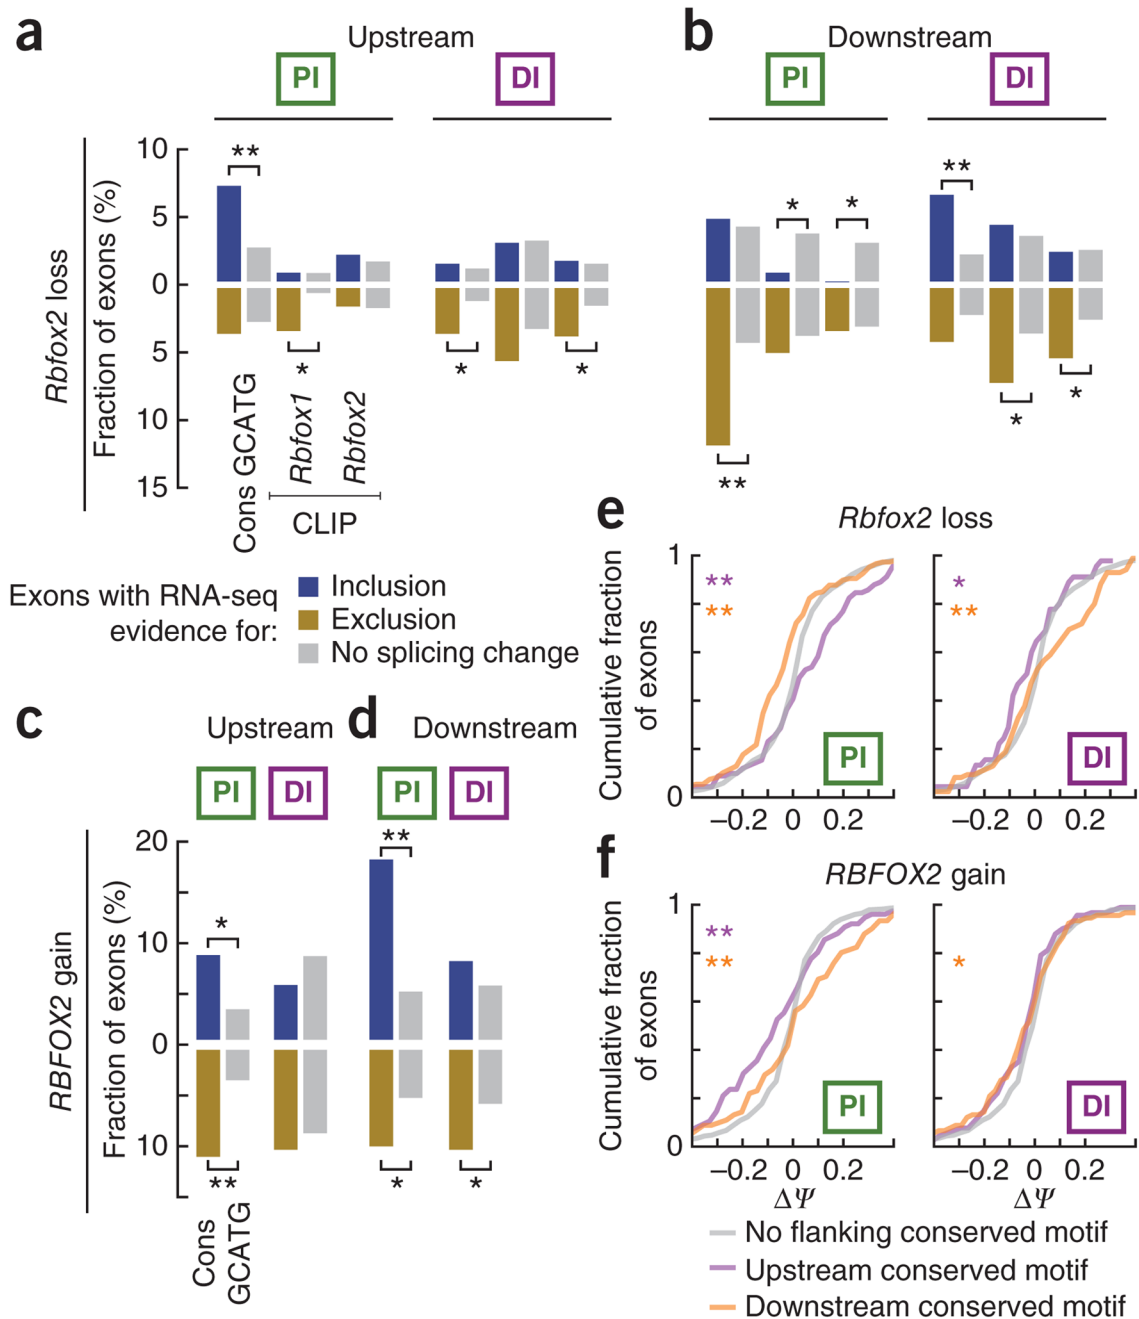 a
Upstream
PI
DI
b
Downstream
PI
DI
Rbfox2 loss
Fraction of exons (%)
10
5
0
5
10
15
**
*
*
*
Cons GCATG
Rbfox1
Rbfox2
CLIP
*
*
**
**
*
*
**
Exons with RNA-seq
evidence for:
Inclusion
Exclusion
No splicing change
c
Upstream
PI
DI
d
Downstream
PI
DI
RBFOX2 gain
Fraction of exons (%)
20
10
0
10
*
**
**
*
*
Cons
GCATG
e
Rbfox2 loss
Cumulative fraction
of exons
1
0
**
**
PI
−0.2 0 0.2
*
**
DI
−0.2 0 0.2
f
RBFOX2 gain
Cumulative fraction
of exons
1
0
**
**
PI
−0.2 0 0.2
ΔΨ
*
DI
−0.2 0 0.2
ΔΨ
No flanking conserved motif
Upstream conserved motif
Downstream conserved motif